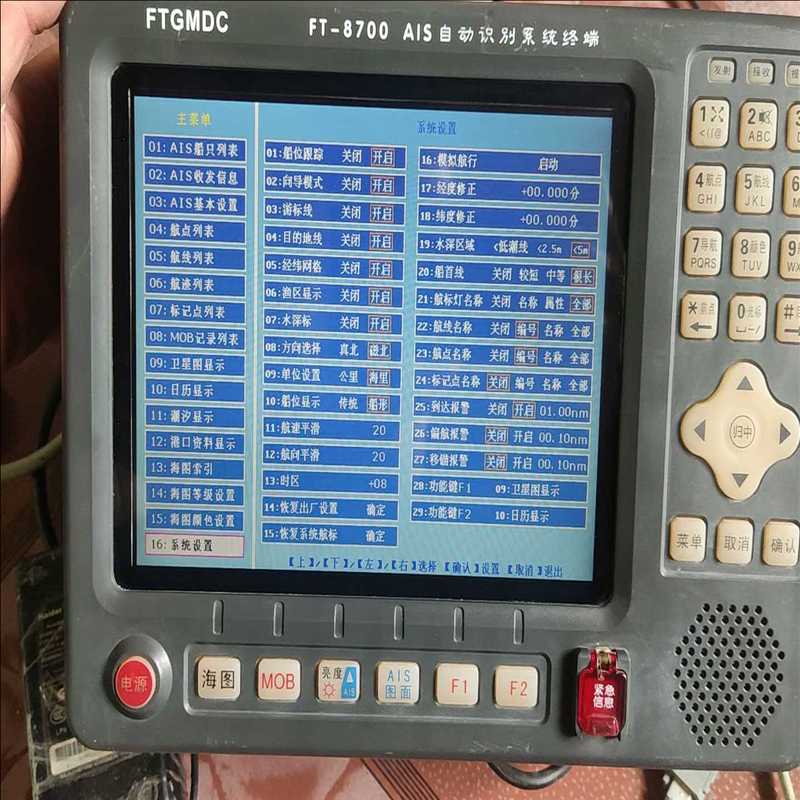 FTGMDC
FT-8700 AIS自动识别系统终端
主菜单
01: AIS船只列表
02: AIS收发信息
03: AIS基本设置
04: 航点列表
05: 航线列表
06: 航迹列表
07: 标记点列表
08: MOB记录列表
09: 卫星图显示
10: 日历显示
11: 潮汐显示
12: 港口资料显示
13: 海图索引
14: 海图等级设置
15: 海图颜色设置
16: 系统设置
系统设置
01:船位跟踪 关闭 开启
02:向导模式 关闭 开启
03:游标线 关闭 开启
04:目的地线 关闭 开启
05:经纬网格 关闭 开启
06:渔区显示 关闭 开启
07:水深标 关闭 开启
08:方向选择 真北 磁北
09:单位设置 公里 海里
10:船位显示 传统 船形
11:航速平滑 20
12:航向平滑 20
13:时区 +08
14:恢复出厂设置 确定
15:恢复系统航标 确定
16:模拟航行 启动
17:经度修正 +00.000分
18:纬度修正 +00.000分
19:水深区域 <低潮线 <2.5m <5m
20:船首线 关闭 较短 中等 很长
21:航标灯名称 关闭 名称 属性 全部
22:航线名称 关闭 编号 名称 全部
23:航点名称 关闭 编号 名称 全部
24:标记点名称 关闭 编号 名称 全部
25:到达报警 关闭 开启 01.00nm
26:偏航报警 关闭 开启 00.10nm
27:移锚报警 关闭 开启 00.10nm
28:功能键F1 09:卫星图显示
29:功能键F2 10:日历显示
【上】/【下】/【左】/【右】选择 【确认】设置 【取消】退出
发射 接收
1 2 3
<((@ ABC
4航点 5航线 6
GHI JKL M
7导航 8颜色 9
PQRS TUV WX
* 0 #
归中
菜单 取消 确认
电源
海图
MOB
亮度 AIS
AIS图面
F1
F2
紧急信息